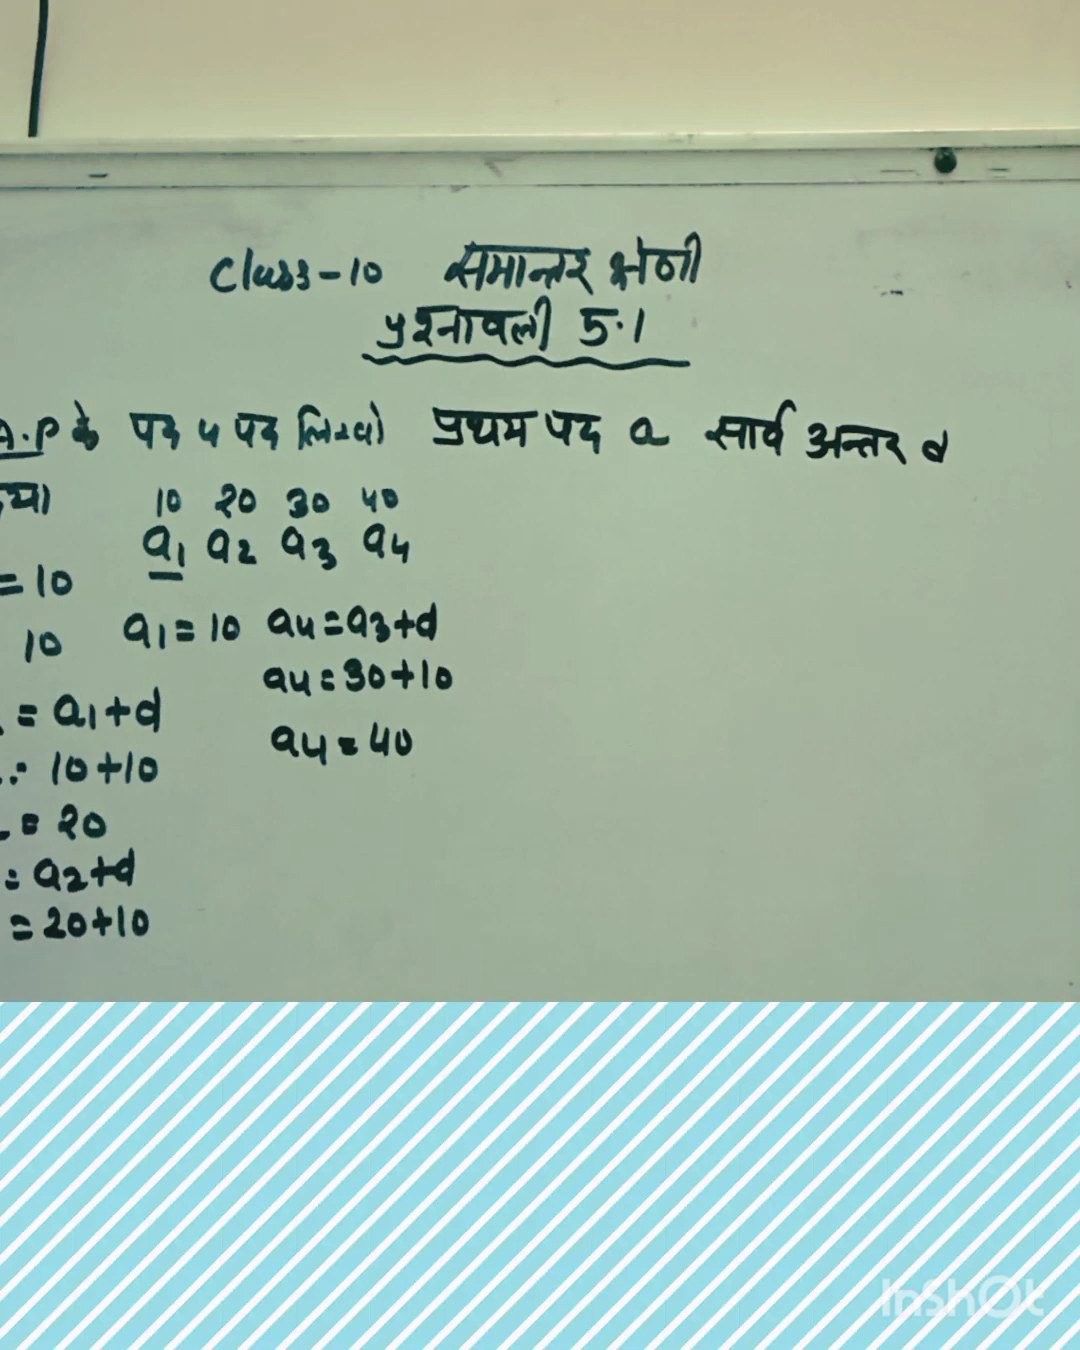 Class-10 समान्तर श्रेणी
प्रश्नावली 5.1
A.P के पद 4 पद लिखो प्रथम पद a सार्व अन्तर d
10 20 30 40
a1 a2 a3 a4
= 10
10 a1 = 10 a4 = a3+d
a4 = 30+10
= a1+d
a4 = 40
10+10
= 20
= a2+d
= 20+10
InShOt